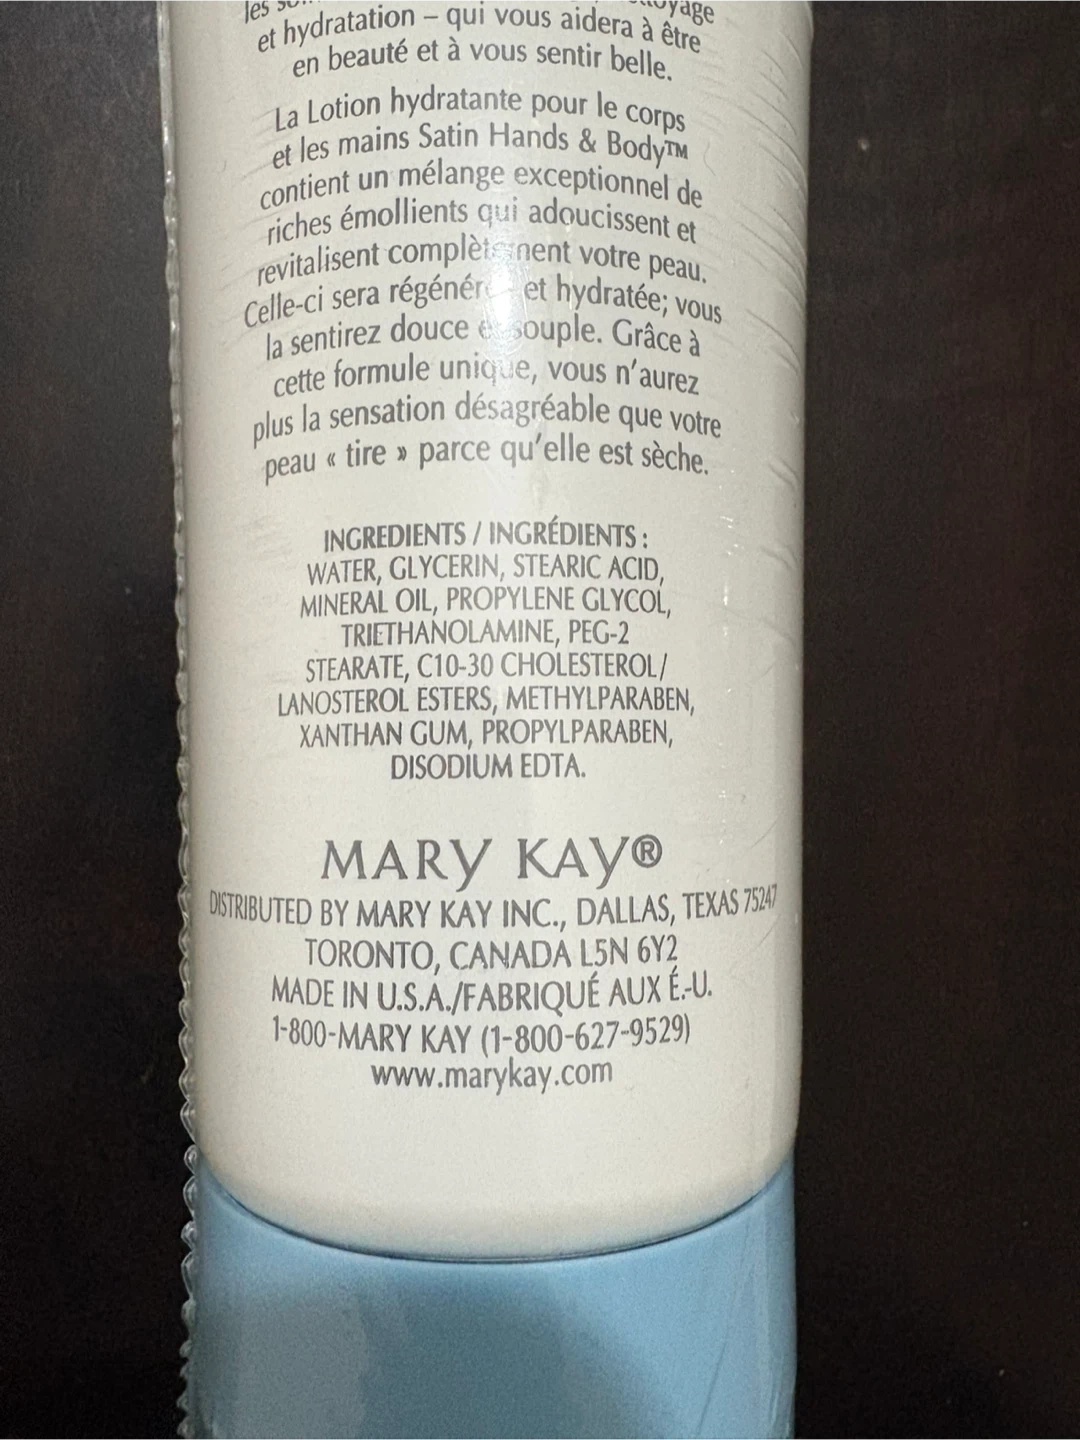 les
et hydratation – qui vous aidera à être
en beauté et à vous sentir belle.
La Lotion hydratante pour le corps
et les mains Satin Hands & Body™
contient un mélange exceptionnel de
riches émollients qui adoucissent et
revitalisent complètement votre peau.
Celle-ci sera et hydratée; vous
la sentirez douce et souple. Grâce à
cette formule unique, vous n'aurez
plus la sensation désagréable que votre
peau « tire » parce qu'elle est sèche.
INGREDIENTS / INGRÉDIENTS :
WATER, GLYCERIN, STEARIC ACID,
MINERAL OIL, PROPYLENE GLYCOL,
TRIETHANOLAMINE, PEG-2
STEARATE, C10-30 CHOLESTEROL/
LANOSTEROL ESTERS, METHYLPARABEN,
XANTHAN GUM, PROPYLPARABEN,
DISODIUM EDTA.
MARY KAY®
DISTRIBUTED BY MARY KAY INC., DALLAS, TEXAS 75247
TORONTO, CANADA L5N 6Y2
MADE IN U.S.A./FABRIQUÉ AUX É.-U.
1-800-MARY KAY (1-800-627-9529)
www.marykay.com